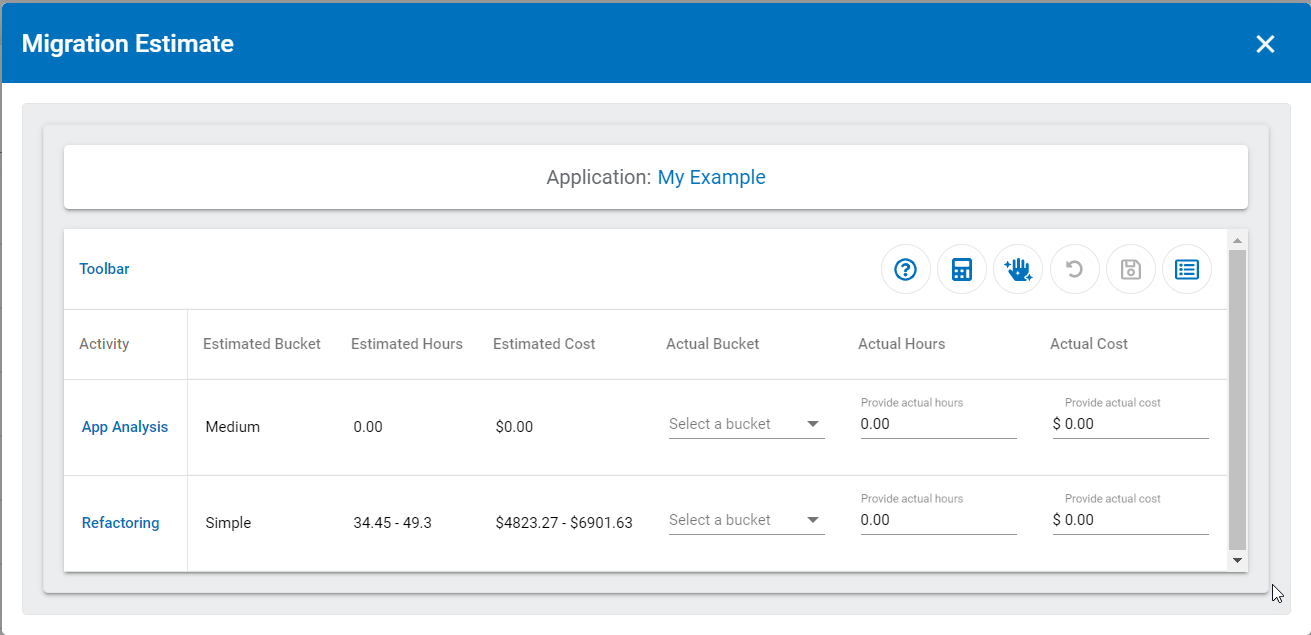 Migration Estimate
Application: My Example
Toolbar
Activity Estimated Bucket Estimated Hours Estimated Cost Actual Bucket Actual Hours Actual Cost
Provide actual hours Provide actual cost
App Analysis Medium 0.00 $0.00 Select a bucket 0.00 $ 0.00
Provide actual hours Provide actual cost
Refactoring Simple 34.45 - 49.3 $4823.27 - $6901.63 Select a bucket 0.00 $ 0.00